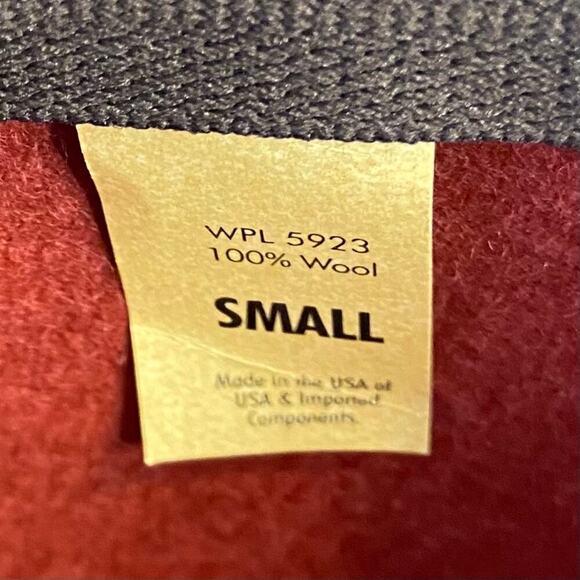 WPL 5923
100% Wool
SMALL
Made in the USA of
USA & Imported
Components